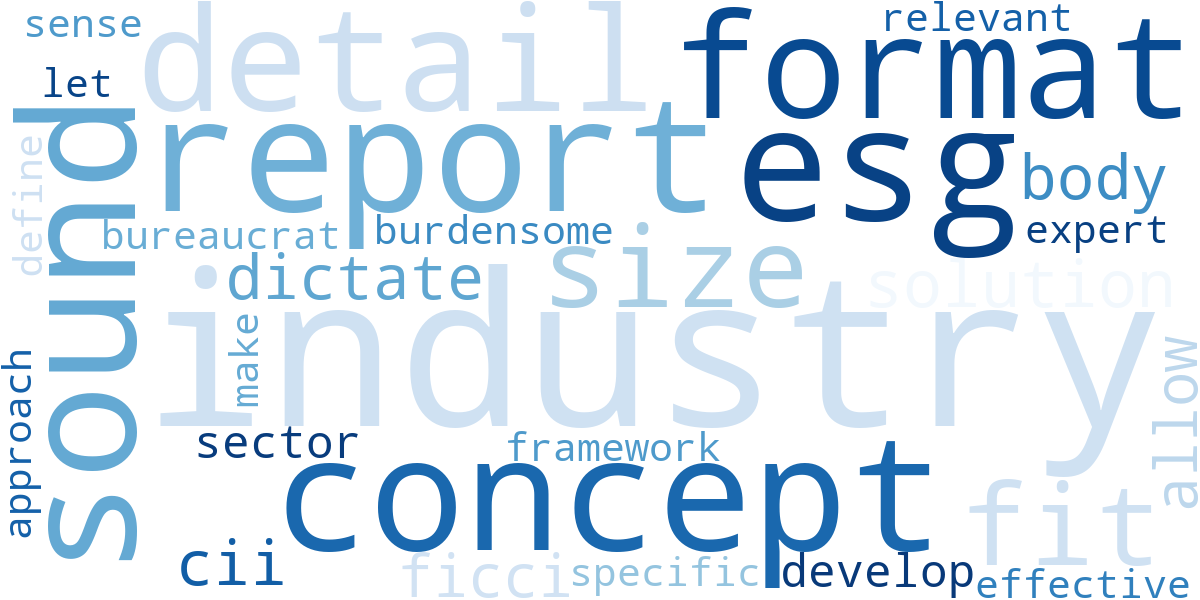 sense
detail
format
relevant
let
sound
report
esg
body
define
bureaucrat
burdensome
expert
dictate
size
solution
industry
make
allow
approach
sector
framework
concept
fit
cii
ficci
specific
develop
effective